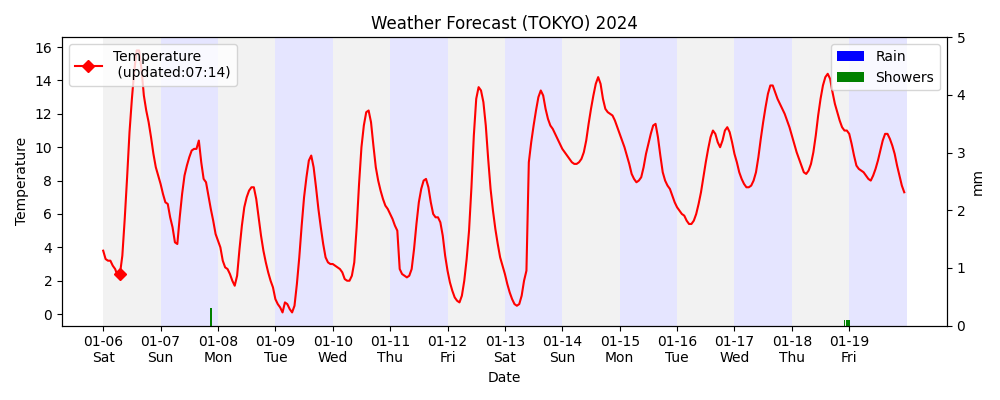 Weather Forecast (TOKYO) 2024
Temperature
(updated:07:14)
Rain
Showers
Temperature
16
14
12
10
8
6
4
2
0
5
4
3
2
1
0
mm
01-06 01-07 01-08 01-09 01-10 01-11 01-12 01-13 01-14 01-15 01-16 01-17 01-18 01-19
Sat Sun Mon Tue Wed Thu Fri Sat Sun Mon Tue Wed Thu Fri
Date